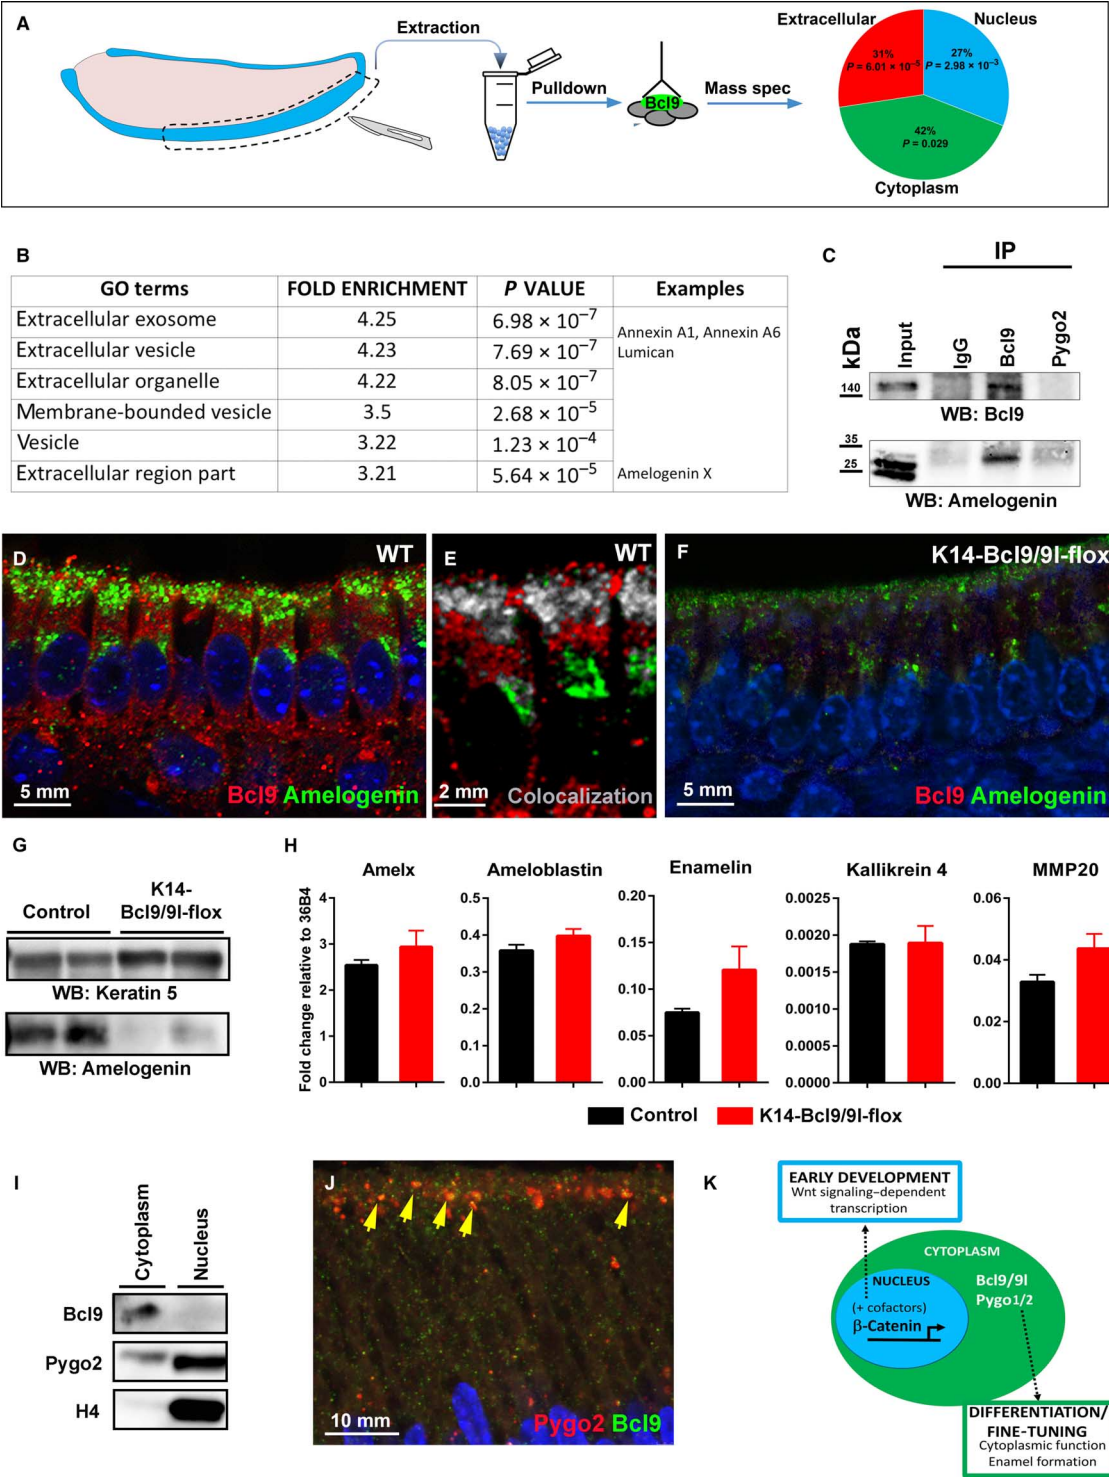 A
Extraction
Pulldown
Bcl9
Mass spec
Extracellular
Nucleus
31%
P = 6.01 × 10⁻⁵
27%
P = 2.98 × 10⁻³
42%
P = 0.029
Cytoplasm
B
GO terms FOLD ENRICHMENT P VALUE Examples
Extracellular exosome 4.25 6.98 × 10⁻⁷ Annexin A1, Annexin A6
Extracellular vesicle 4.23 7.69 × 10⁻⁷ Lumican
Extracellular organelle 4.22 8.05 × 10⁻⁷
Membrane-bounded vesicle 3.5 2.68 × 10⁻⁵
Vesicle 3.22 1.23 × 10⁻⁴
Extracellular region part 3.21 5.64 × 10⁻⁵ Amelogenin X
C
IP
kDa Input IgG Bcl9 Pygo2
140
WB: Bcl9
35
25
WB: Amelogenin
D
WT
5 mm
Bcl9 Amelogenin
E
WT
2 mm
Colocalization
F
K14-Bcl9/9l-flox
5 mm
Bcl9 Amelogenin
G
Control
K14-
Bcl9/9l-flox
WB: Keratin 5
WB: Amelogenin
H
Fold change relative to 36B4
Amelx
4
3
2
1
0
Ameloblastin
0.5
0.4
0.3
0.2
0.1
0.0
Enamelin
0.20
0.15
0.10
0.05
0.00
Kallikrein 4
0.0025
0.0020
0.0015
0.0010
0.0005
0.0000
MMP20
0.06
0.04
0.02
0.00
Control K14-Bcl9/9l-flox
I
Cytoplasm Nucleus
Bcl9
Pygo2
H4
J
10 mm
Pygo2 Bcl9
K
EARLY DEVELOPMENT
Wnt signaling–dependent
transcription
CYTOPLASM
NUCLEUS
(+ cofactors)
β-Catenin
Bcl9/9l
Pygo1/2
DIFFERENTIATION/
FINE-TUNING
Cytoplasmic function
Enamel formation